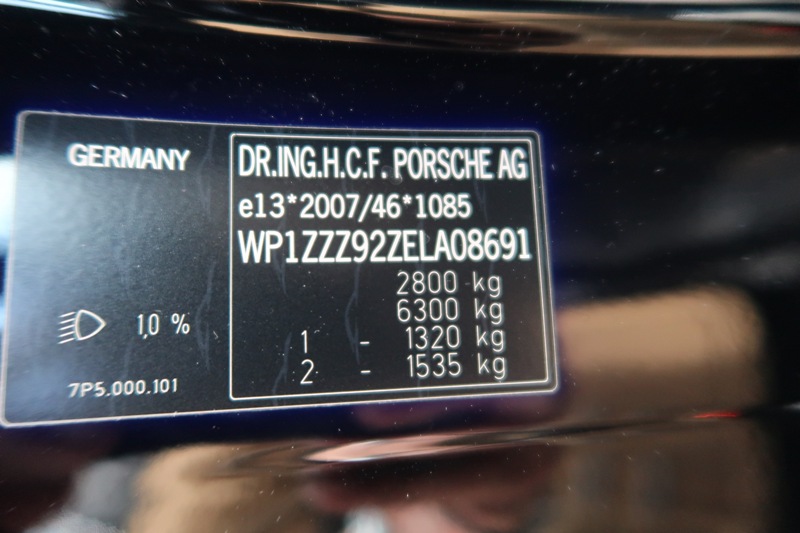 GERMANY
1,0 %
7P5.000.101
DR.ING.H.C.F. PORSCHE AG
e13*2007/46*1085
WP1ZZZ92ZELA08691
2800 kg
6300 kg
1 - 1320 kg
2 - 1535 kg